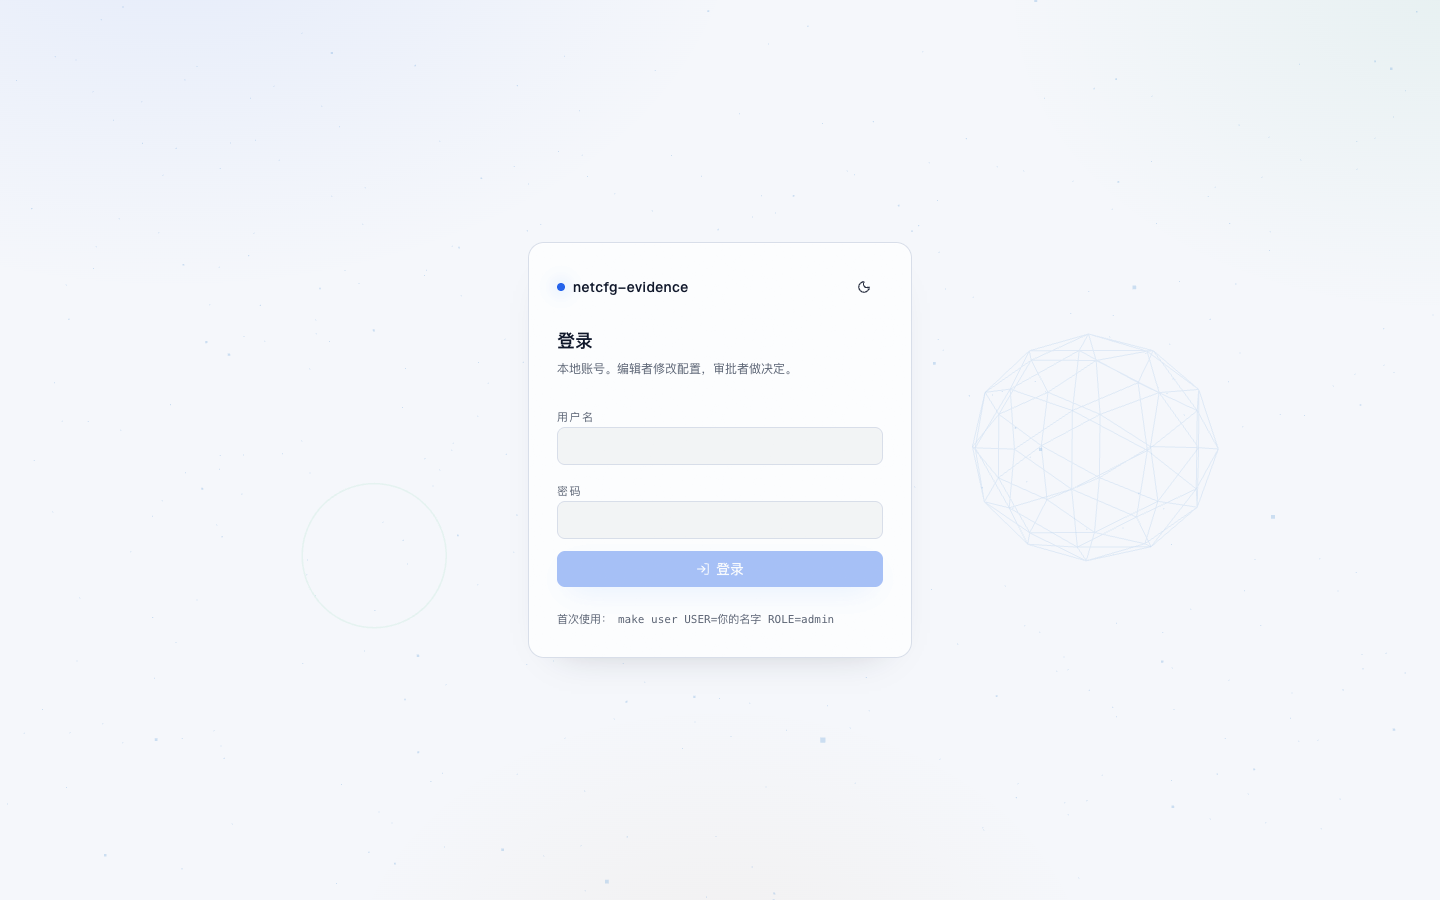 netcfg-evidence
登录
本地账号。编辑者修改配置，审批者做决定。
用户名
密码
登录
首次使用： make user USER=你的名字 ROLE=admin